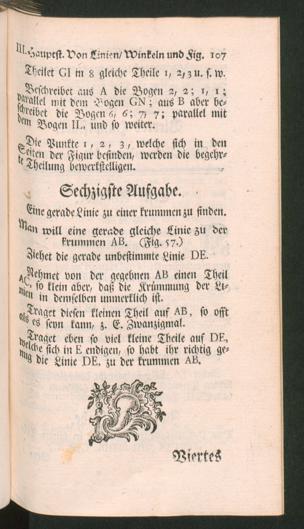 III. Hauptst. Von Linien/ Winkeln und Fig. 107
Theilet GI in 8 gleiche Theile 1, 2, 3 u. s. w.
Beschreibet aus A die Bogen 2, 2; 1, 1;
parallel mit dem Bogen GN; aus B aber be-
schreibt die Bogen 6, 6; 7, 7; parallel mit
dem Bogen IL, und so weiter.
Die Punkte 1, 2, 3, welche sich in den
Seiten der Figur befinden, werden die begehr-
te Theilung bewerkstelligen.
Sechzigste Aufgabe.
Eine gerade Linie zu einer krummen zu finden.
Man will eine gerade gleiche Linie zu der
krummen AB. (Fig. 57.)
Ziehet die gerade unbestimmte Linie DE.
Nehmet von der gegebnen AB einen Theil
AC, so klein aber, daß die Krümmung der Li-
nien in demselben unmerklich ist.
Traget diesen kleinen Theil auf AB, so offt
als es seyn kann, z. E. Zwanzigmal.
Traget eben so viel kleine Theile auf DE,
welche sich in E endigen, so habt ihr richtig ge-
nug die Linie DE, zu der krummen AB.
Viertes